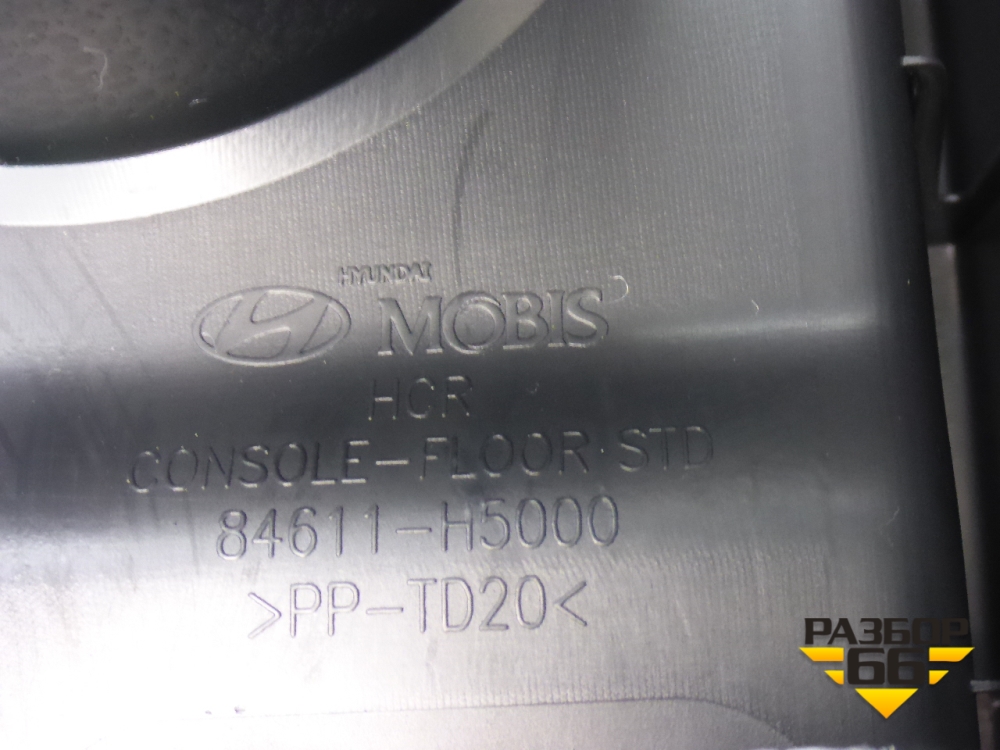 HYUNDAI
MOBIS
HCR
CONSOLE-FLOOR STD
84611-H5000
>PP-TD20<
РАЗБОР
66